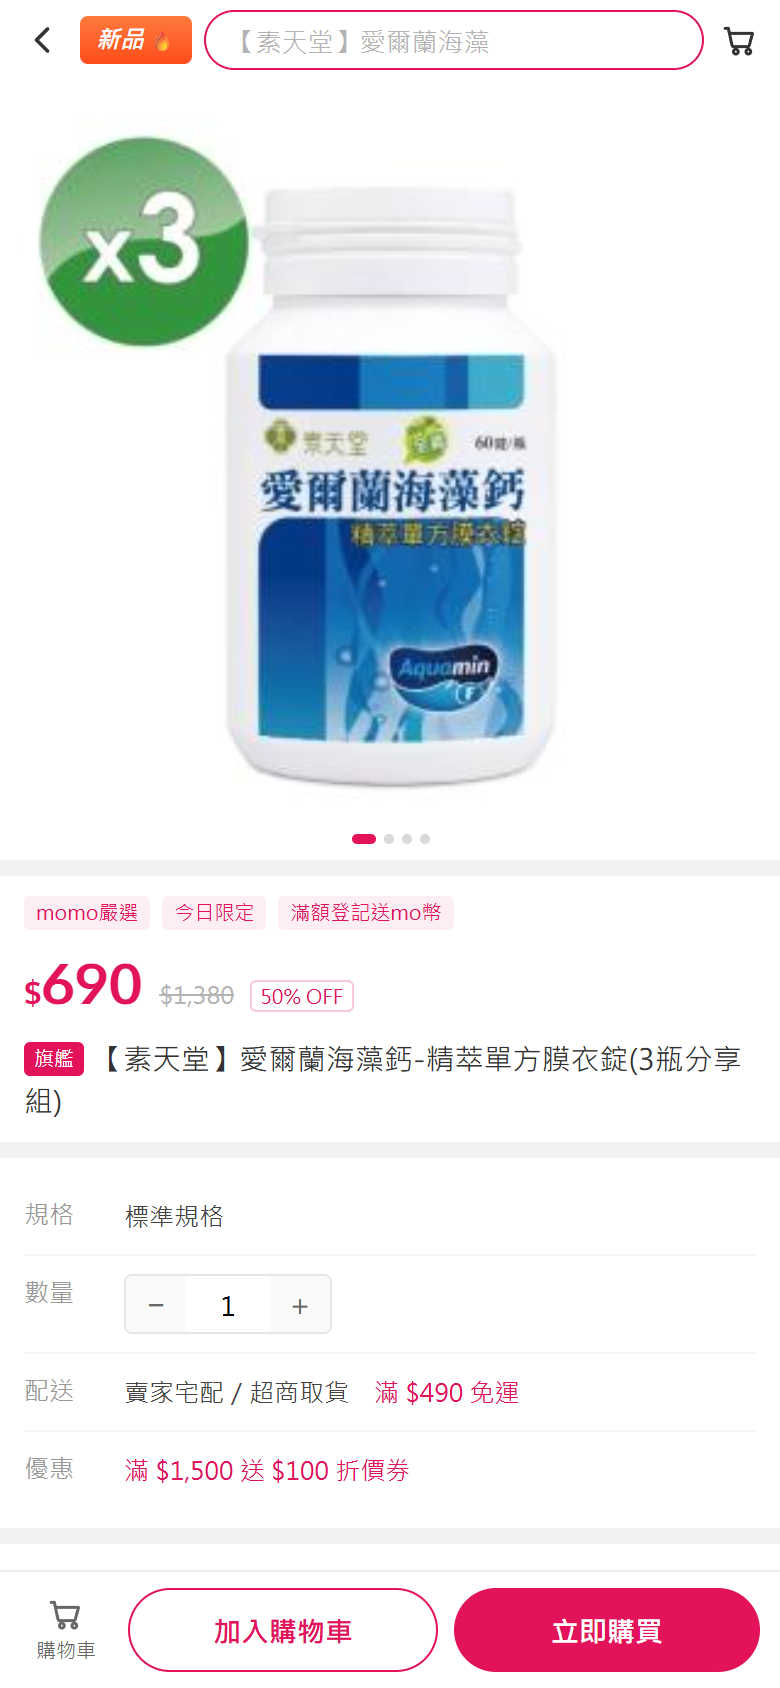 新品
【素天堂】愛爾蘭海藻
x3
素天堂
60錠/瓶
愛爾蘭海藻鈣
精萃單方膜衣錠
Aquamin
F
momo嚴選 今日限定 滿額登記送mo幣
$690 $1,380 50% OFF
旗艦 【素天堂】愛爾蘭海藻鈣-精萃單方膜衣錠(3瓶分享
組)
規格 標準規格
數量 − 1 +
配送 賣家宅配 / 超商取貨 滿 $490 免運
優惠 滿 $1,500 送 $100 折價券
購物車 加入購物車 立即購買